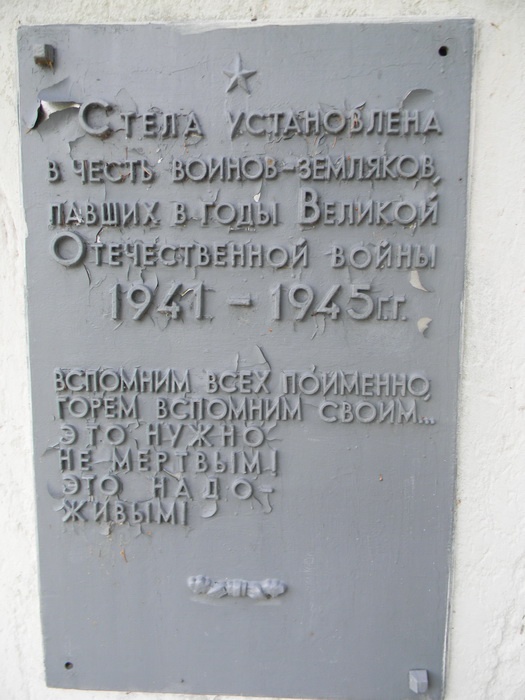 Стела установлена
в честь воинов-земляков,
павших в годы Великой
Отечественной войны
1941 - 1945гг.
ВСПОМНИМ ВСЕХ ПОИМЕННО,
ГОРЕМ ВСПОМНИМ СВОИМ...
ЭТО НУЖНО-
НЕ МЕРТВЫМ!
ЭТО НАДО-
ЖИВЫМ!